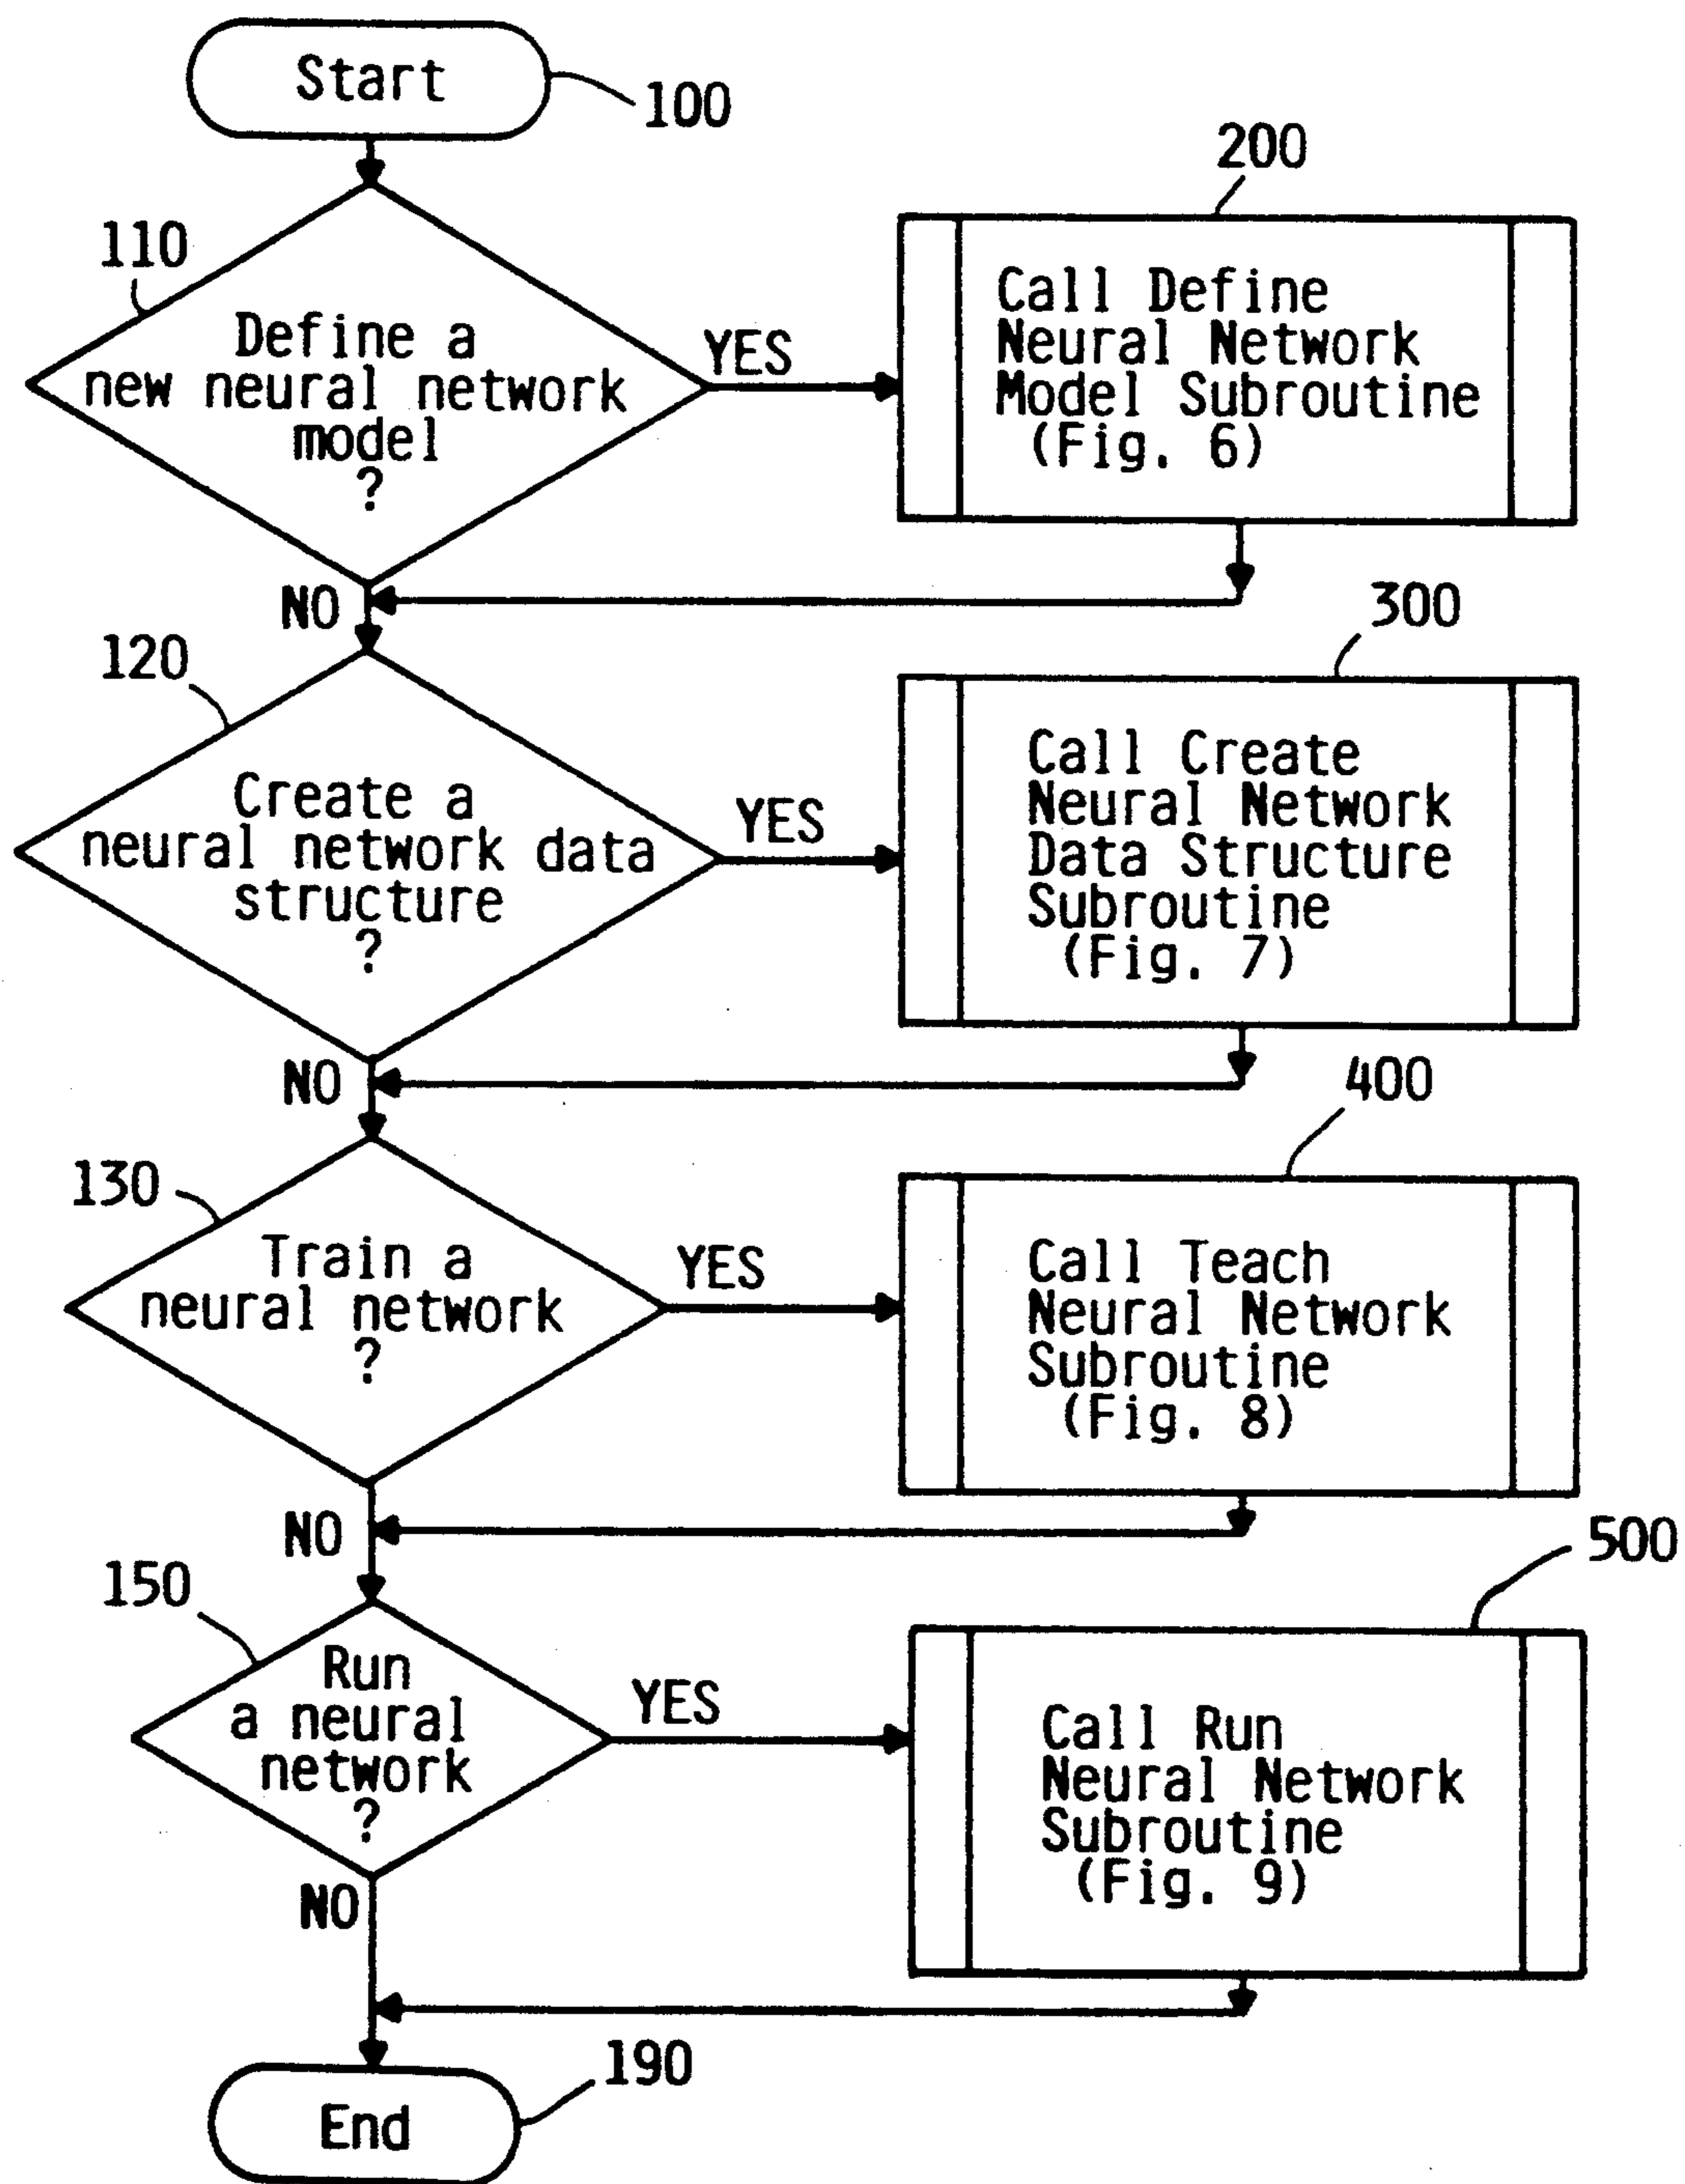 Start
100
110
Define a
new neural network
model
?
YES
200
Call Define
Neural Network
Model Subroutine
(Fig. 6)
NO
120
Create a
neural network data
structure
?
YES
300
Call Create
Neural Network
Data Structure
Subroutine
(Fig. 7)
NO
130
Train a
neural network
?
YES
400
Call Teach
Neural Network
Subroutine
(Fig. 8)
NO
150
Run
a neural
network
?
YES
500
Call Run
Neural Network
Subroutine
(Fig. 9)
NO
End
190